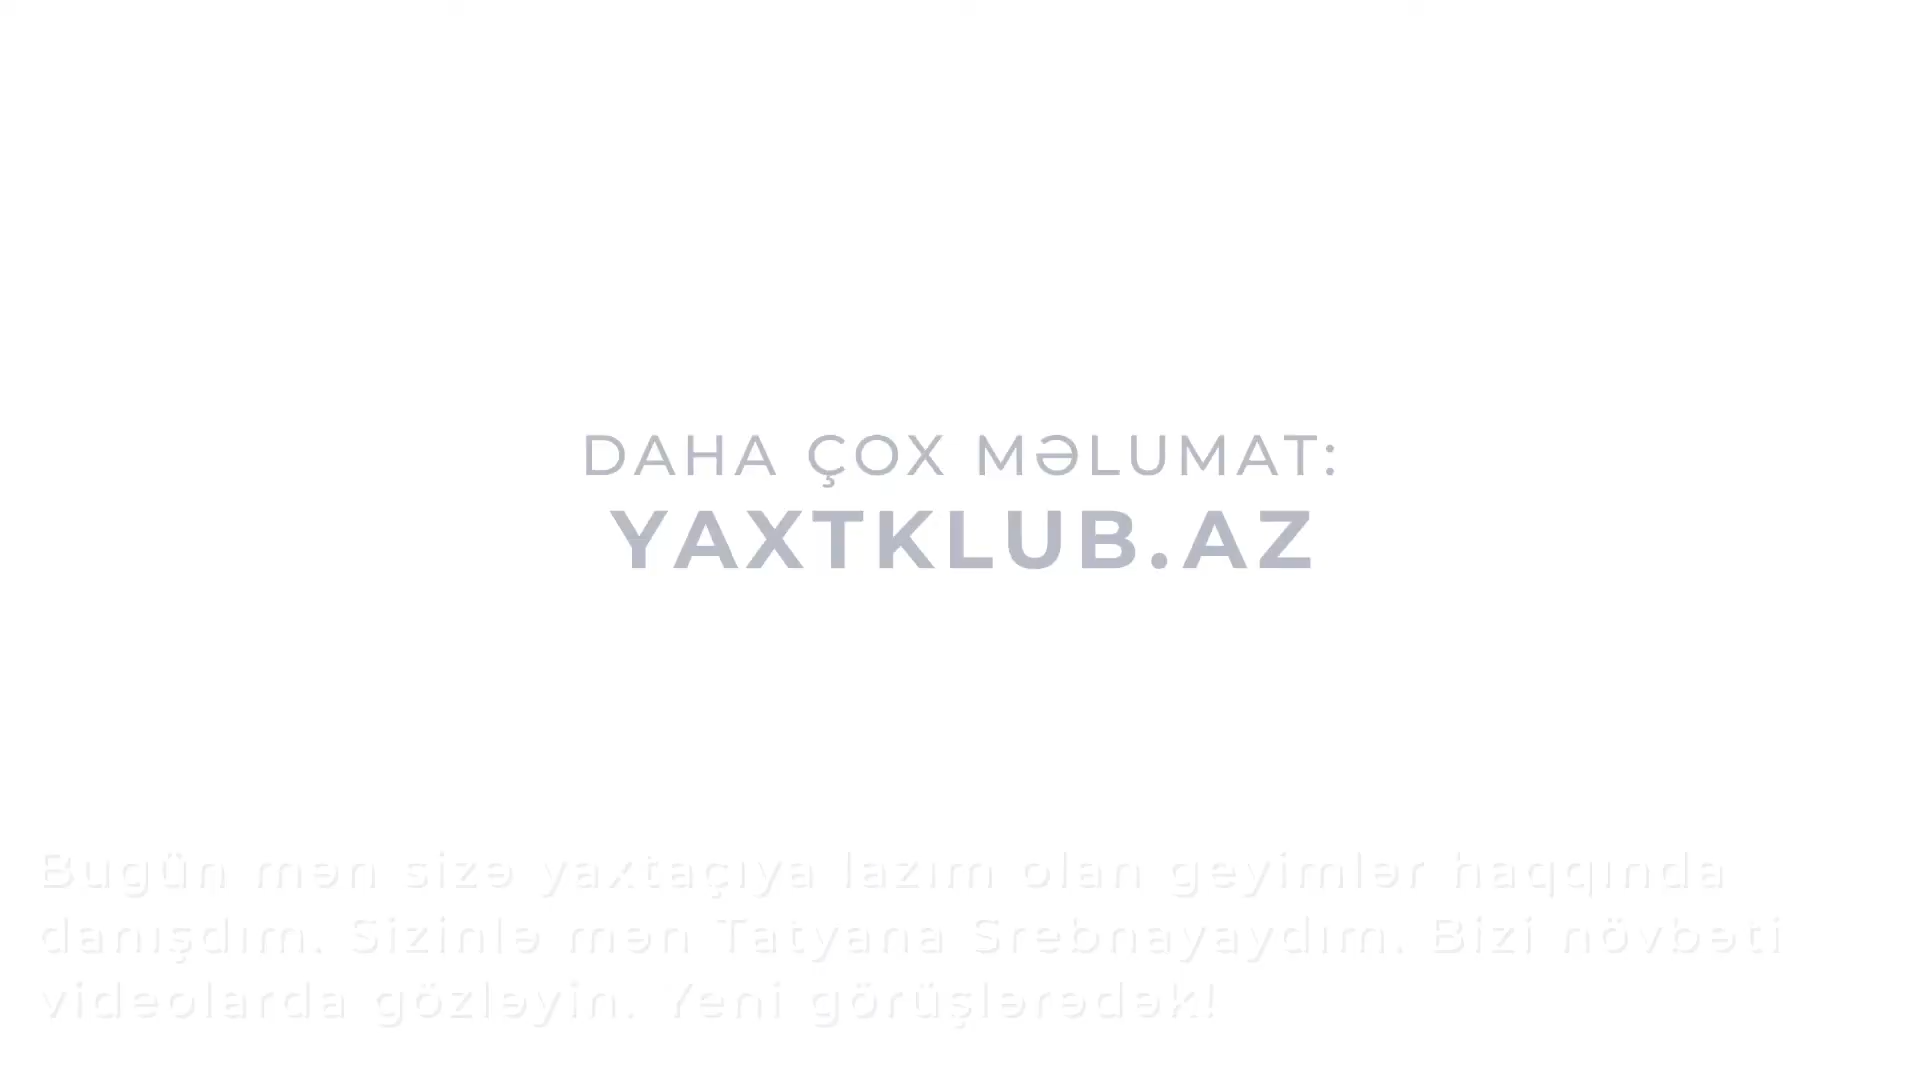 DAHA ÇOX MƏLUMAT:
YAXTKLUB.AZ
Bugün mən sizə yaxtaçıya lazım olan geyimlər haqqında
danışdım. Sizinlə mən Tatyana Srebnayaydım. Bizi növbəti
videolarda gözləyin. Yeni görüşlərədək!